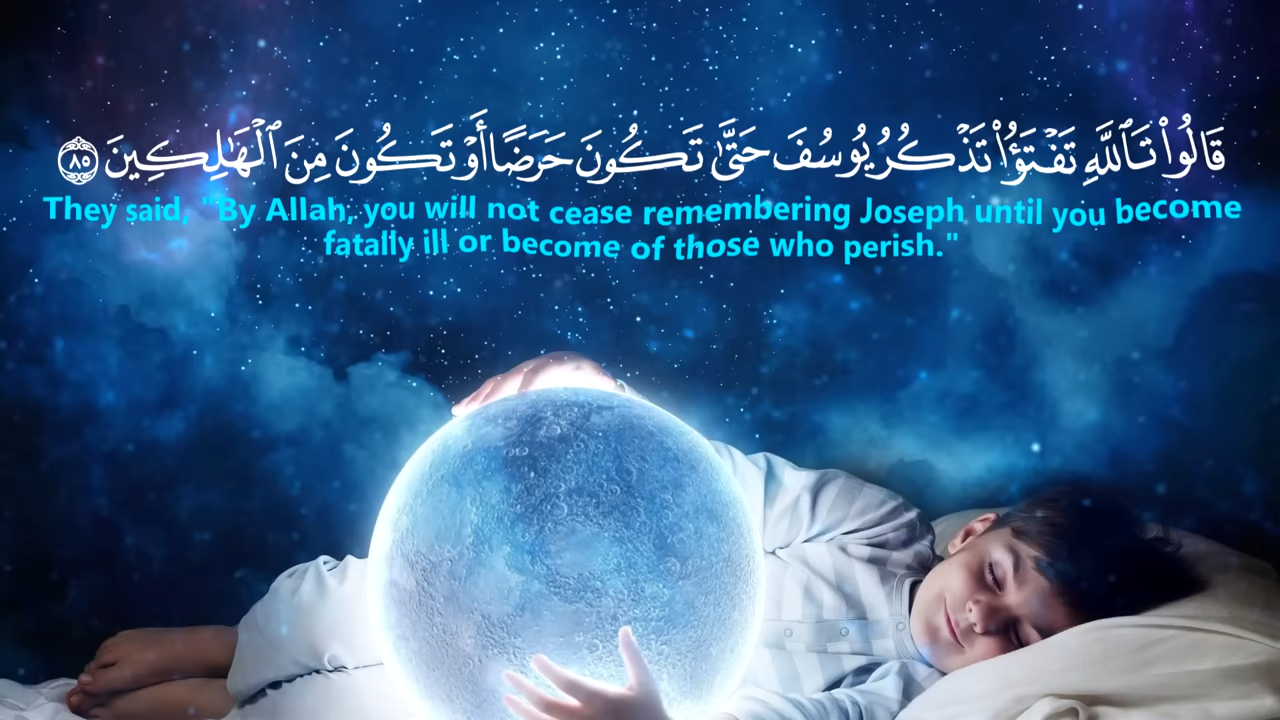 قَالُوا۟ تَٱللَّهِ تَفْتَؤُا۟ تَذْكُرُ يُوسُفَ حَتَّىٰ تَكُونَ حَرَضًا أَوْ تَكُونَ مِنَ ٱلْهَٰلِكِينَ ٨٥
They said, "By Allah, you will not cease remembering Joseph until you become
fatally ill or become of those who perish."